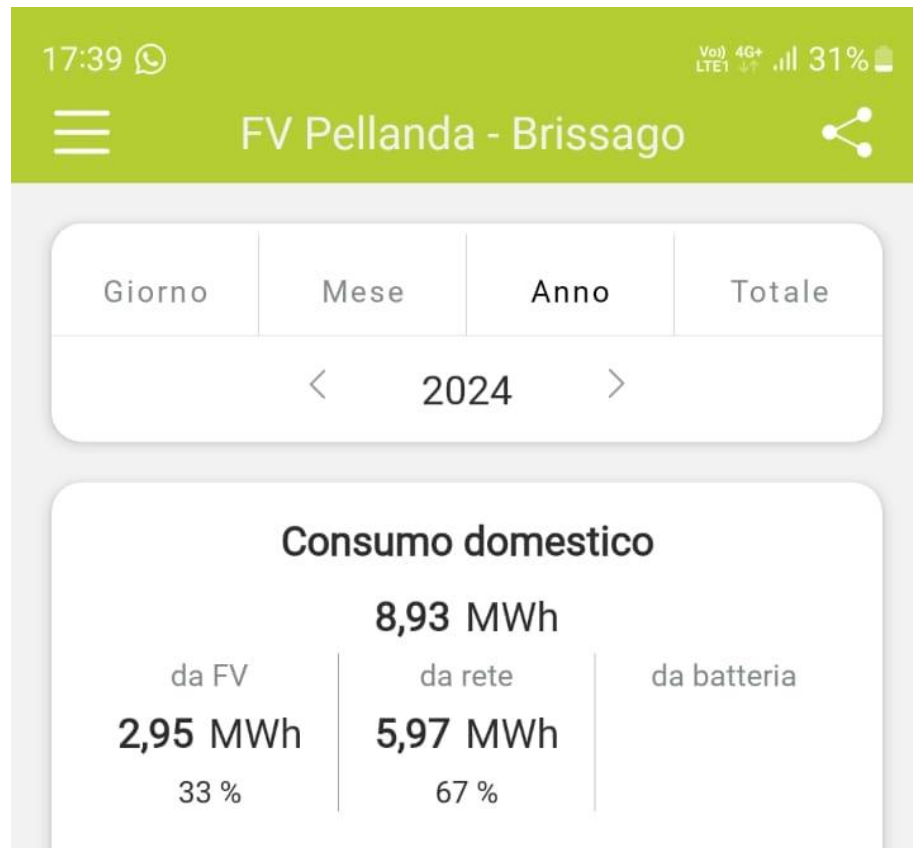 17:39 Vo)) LTE1 4G+ 31%
FV Pellanda - Brissago
Giorno Mese Anno Totale
2024
Consumo domestico
8,93 MWh
da FV da rete da batteria
2,95 MWh 5,97 MWh
33 % 67 %